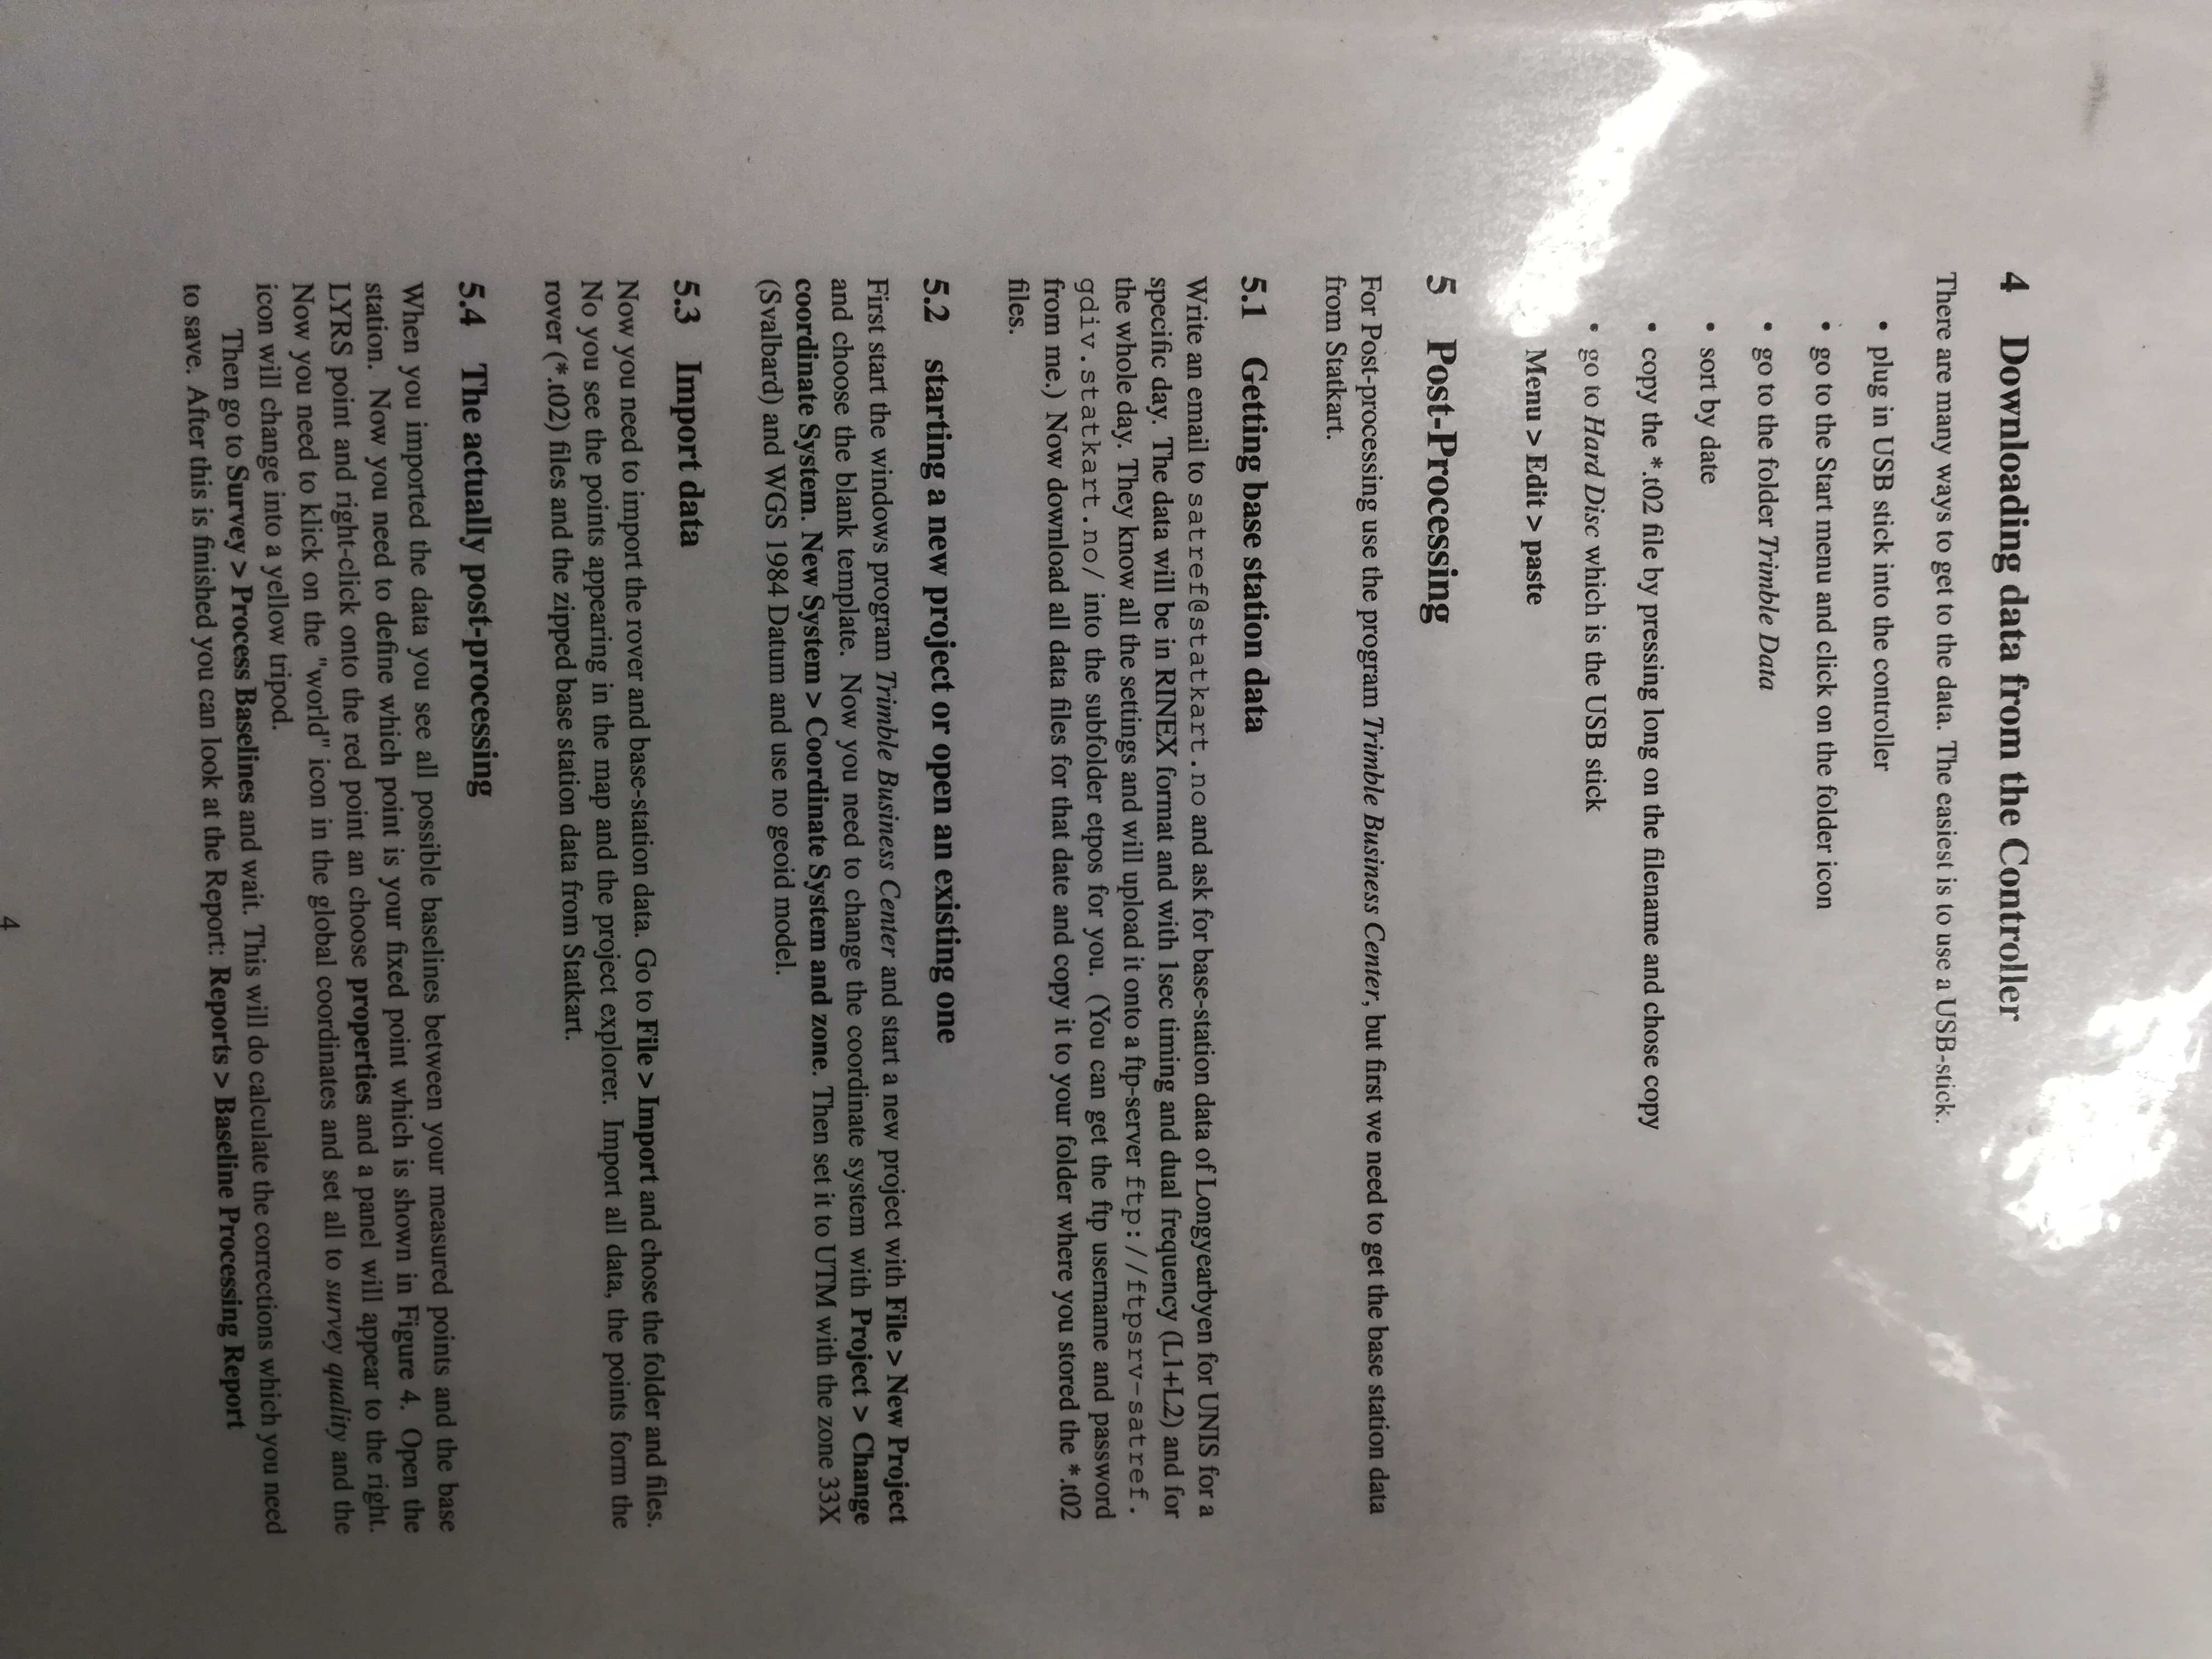 4 Downloading data from the Controller
There are many ways to get to the data. The easiest is to use a USB-stick.
• plug in USB stick into the controller
• go to the Start menu and click on the folder icon
• go to the folder Trimble Data
• sort by date
• copy the *.t02 file by pressing long on the filename and chose copy
• go to Hard Disc which is the USB stick
Menu > Edit > paste
5 Post-Processing
For Post-processing use the program Trimble Business Center, but first we need to get the base station data
from Statkart.
5.1 Getting base station data
Write an email to satref@statkart.no and ask for base-station data of Longyearbyen for UNIS for a
specific day. The data will be in RINEX format and with 1sec timing and dual frequency (L1+L2) and for
the whole day. They know all the settings and will upload it onto a ftp-server ftp://ftpsrv-satref.
gdiv.statkart.no/ into the subfolder etpos for you. (You can get the ftp username and password
from me.) Now download all data files for that date and copy it to your folder where you stored the *.t02
files.
5.2 starting a new project or open an existing one
First start the windows program Trimble Business Center and start a new project with File > New Project
and choose the blank template. Now you need to change the coordinate system with Project > Change
coordinate System. New System > Coordinate System and zone. Then set it to UTM with the zone 33X
(Svalbard) and WGS 1984 Datum and use no geoid model.
5.3 Import data
Now you need to import the rover and base-station data. Go to File > Import and chose the folder and files.
No you see the points appearing in the map and the project explorer. Import all data, the points form the
rover (*.t02) files and the zipped base station data from Statkart.
5.4 The actually post-processing
When you imported the data you see all possible baselines between your measured points and the base
station. Now you need to define which point is your fixed point which is shown in Figure 4. Open the
LYRS point and right-click onto the red point an choose properties and a panel will appear to the right.
Now you need to klick on the "world" icon in the global coordinates and set all to survey quality and the
icon will change into a yellow tripod.
Then go to Survey > Process Baselines and wait. This will do calculate the corrections which you need
to save. After this is finished you can look at the Report: Reports > Baseline Processing Report
4